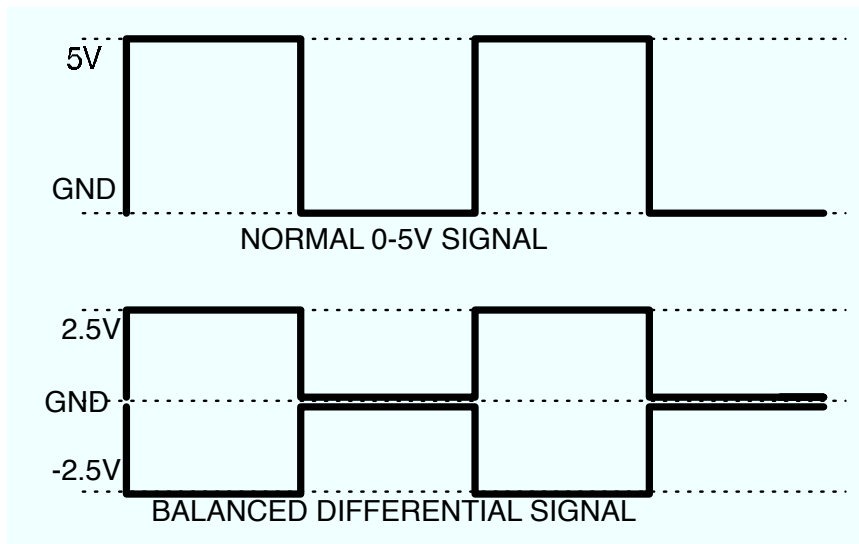 5V
GND
NORMAL 0-5V SIGNAL
2.5V
GND
-2.5V
BALANCED DIFFERENTIAL SIGNAL